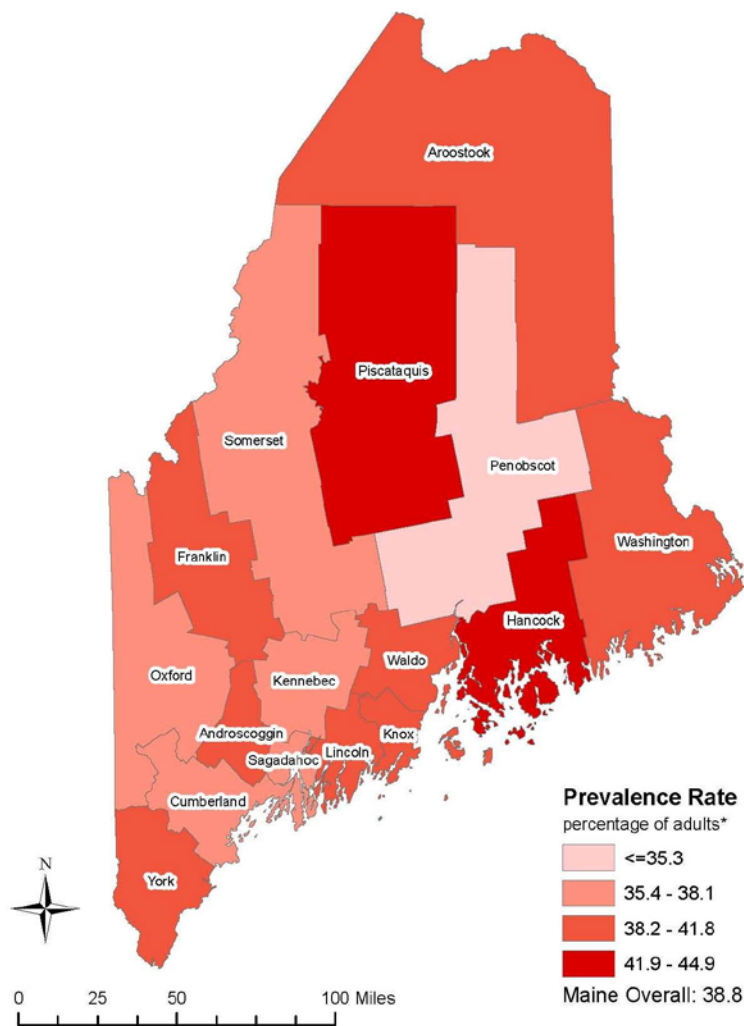 Aroostook
Piscataquis
Somerset
Penobscot
Washington
Franklin
Hancock
Waldo
Oxford
Kennebec
Androscoggin
Knox
Lincoln
Sagadahoc
Cumberland
York
N
0 25 50 100 Miles
Prevalence Rate
percentage of adults*
<=35.3
35.4 - 38.1
38.2 - 41.8
41.9 - 44.9
Maine Overall: 38.8